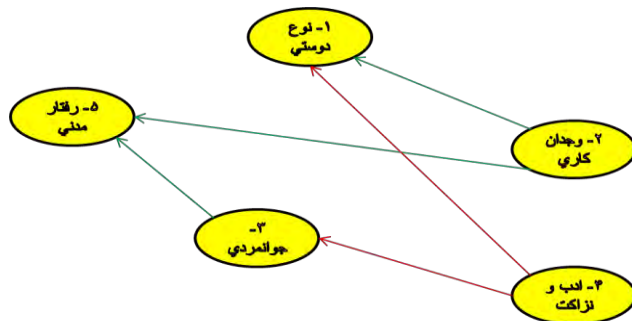 ۱- نوع
دوستي
۵- رفتار
مدني
۲- وجدان
كاري
۳-
جوانمردي
۴- ادب و
نزاكت